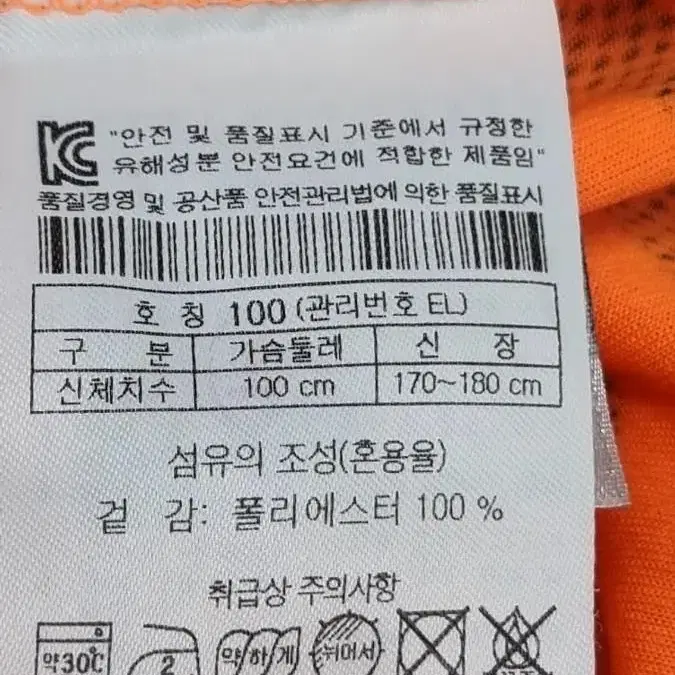 "안전 및 품질표시 기준에서 규정한
유해성분 안전요건에 적합한 제품임"
품질경영 및 공산품 안전관리법에 의한 품질표시
호 칭 100 (관리번호 EL)
구 분 가슴둘레 신 장
신체치수 100 cm 170~180 cm
섬유의 조성(혼용율)
겉 감: 폴리에스터 100 %
취급상 주의사항
약30℃ 2 약하게 뉘어서